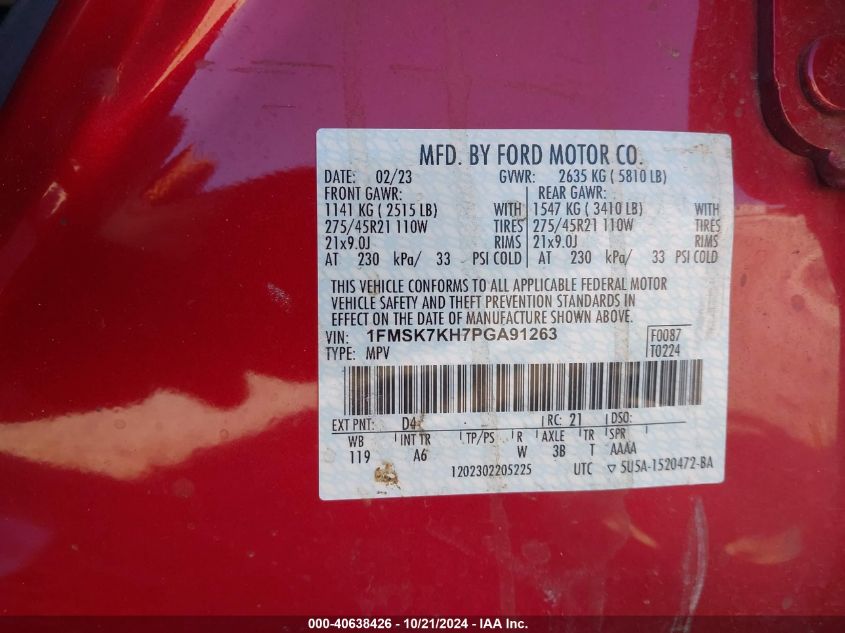 MFD. BY FORD MOTOR CO.
DATE: 02/23 GVWR: 2635 KG ( 5810 LB)
FRONT GAWR: REAR GAWR:
1141 KG ( 2515 LB) WITH 1547 KG ( 3410 LB) WITH
275/45R21 110W TIRES 275/45R21 110W TIRES
21x9.0J RIMS 21x9.0J RIMS
AT 230 kPa/ 33 PSI COLD AT 230 kPa/ 33 PSI COLD
THIS VEHICLE CONFORMS TO ALL APPLICABLE FEDERAL MOTOR
VEHICLE SAFETY AND THEFT PREVENTION STANDARDS IN
EFFECT ON THE DATE OF MANUFACTURE SHOWN ABOVE.
VIN: 1FMSK7KH7PGA91263 F0087
TYPE: MPV T0224
EXT PNT: D4 RC: 21 DSO:
WB INT TR TP/PS R AXLE TR SPR
119 A6 W 3B T AAAA
1202302205225 UTC ▽ 5U5A-1520472-BA
000-40638426 - 10/21/2024 - IAAI Inc.